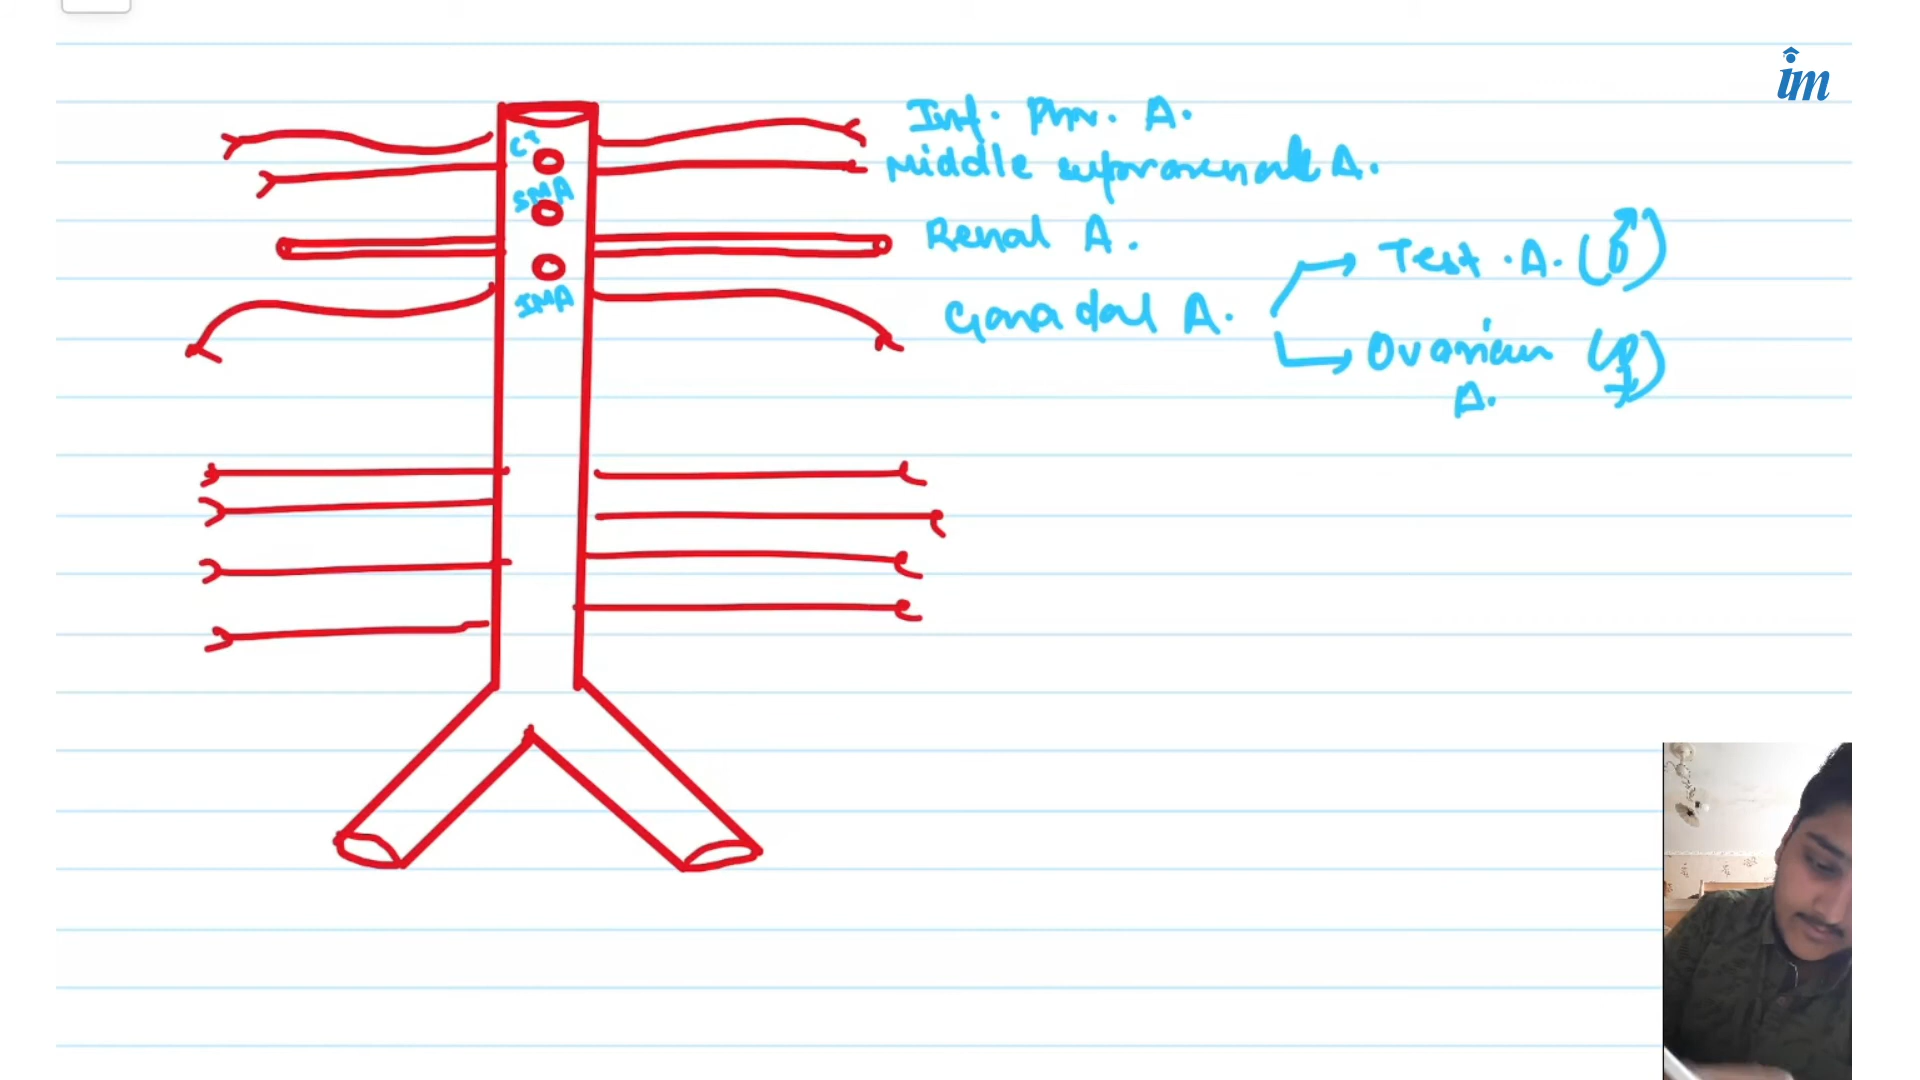 im
Inf. Phr. A.
CT
Middle suprarenal A.
SMA
Renal A.
Test. A. (♂)
IMA
Gonadal A.
Ovarian (♀)
A.